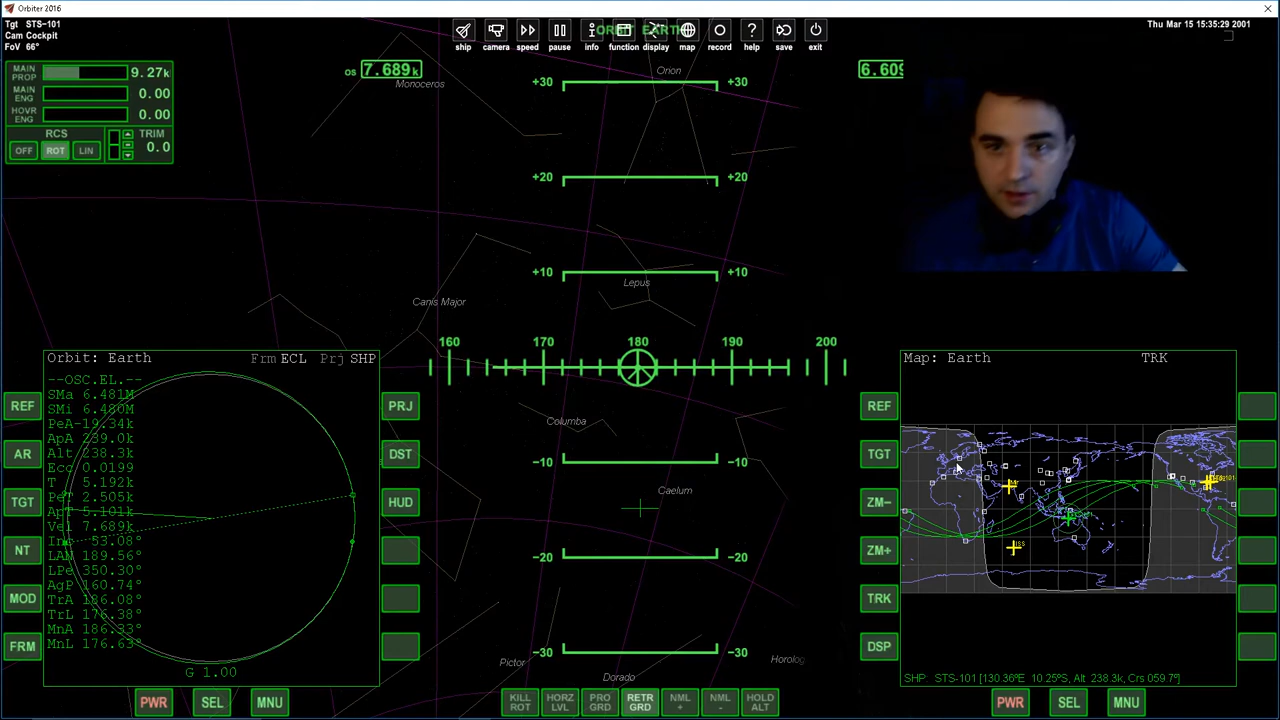 Orbiter 2016
Tgt STS-101
Cam Cockpit
FoV 66°
ship camera speed pause info function display map record help save exit
ORBIT EARTH
Thu Mar 15 15:35:29 2001
MAIN PROP 9.27k
MAIN ENG 0.00
HOVR ENG 0.00
RCS TRIM
OFF ROT LIN 0.0
OS 7.689k
6.609
Orion
Monoceros
+30 +30
+20 +20
+10 +10
Lepus
Canis Major
160 170 180 190 200
Columba
-10 -10
Caelum
-20 -20
-30 -30
Pictor
Dorado
Horolog
Orbit: Earth Frm ECL Prj SHP
--OSC.EL.--
SMa 6.481M
SMi 6.480M
PeA-19.34k
ApA 239.0k
Alt 238.3k
Ecc 0.0199
T 5.192k
PeT 2.505k
ApT 5.101k
Vel 7.689k
Inc 53.08°
LAN 189.56°
LPe 350.30°
AgP 160.74°
TrA 186.08°
TrL 176.38°
MnA 186.33°
MnL 176.63°
G 1.00
REF
AR
TGT
NT
MOD
FRM
PRJ
DST
HUD
PWR SEL MNU
KILL ROT
HORZ LVL
PRO GRD
RETR GRD
NML +
NML -
HOLD ALT
Map: Earth TRK
REF
TGT
ZM-
ZM+
TRK
DSP
ISS
SHP: STS-101 [130.36°E 10.25°S, Alt 238.3k, Crs 059.7°]
PWR SEL MNU